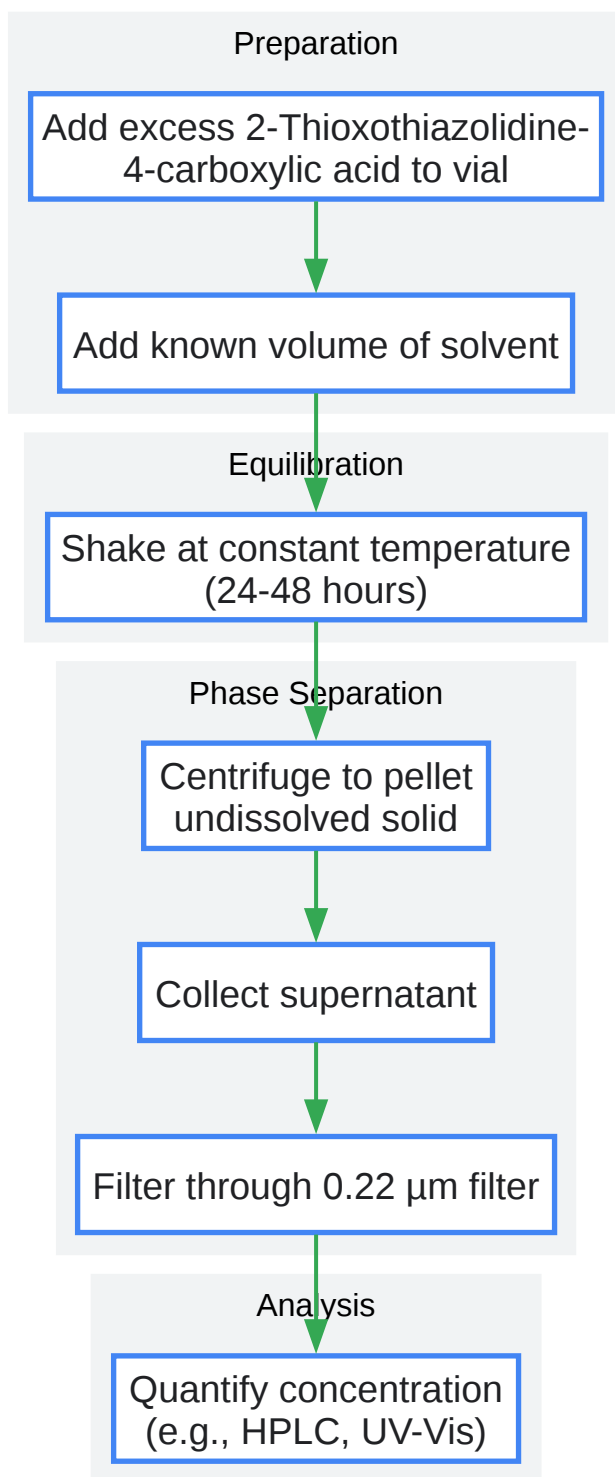 Preparation
Add excess 2-Thioxothiazolidine-
4-carboxylic acid to vial
Add known volume of solvent
Equilibration
Shake at constant temperature
(24-48 hours)
Phase Separation
Centrifuge to pellet
undissolved solid
Collect supernatant
Filter through 0.22 µm filter
Analysis
Quantify concentration
(e.g., HPLC, UV-Vis)